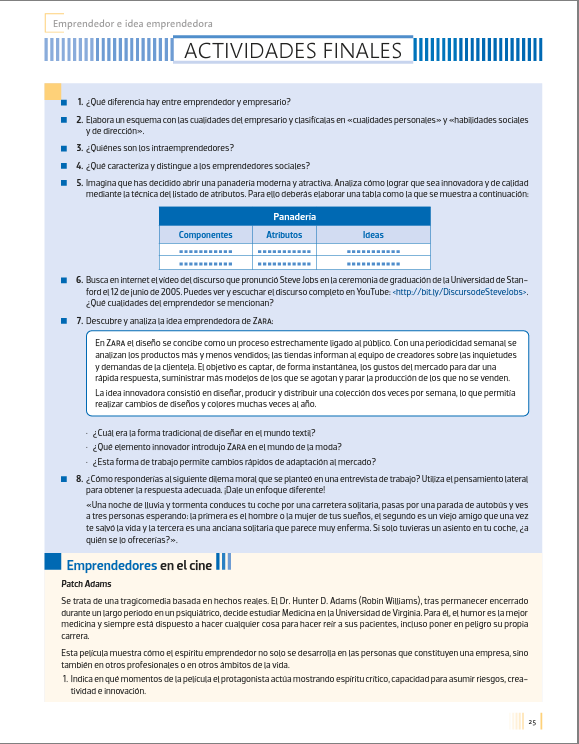 Emprendedor e idea emprendedora
ACTIVIDADES FINALES
1. ¿Qué diferencia hay entre emprendedor y empresario?
2. Elabora un esquema con las cualidades del empresario y clasifícalas en «cualidades personales» y «habilidades sociales
y de dirección».
3. ¿Quiénes son los intraemprendedores?
4. ¿Qué caracteriza y distingue a los emprendedores sociales?
5. Imagina que has decidido abrir una panadería moderna y atractiva. Analiza cómo lograr que sea innovadora y de calidad
mediante la técnica del listado de atributos. Para ello deberás elaborar una tabla como la que se muestra a continuación:
Panadería
Componentes Atributos Ideas
6. Busca en internet el vídeo del discurso que pronunció Steve Jobs en la ceremonia de graduación de la Universidad de Stan-
ford el 12 de junio de 2005. Puedes ver y escuchar el discurso completo en YouTube: <http://bit.ly/DiscursodeSteveJobs>.
¿Qué cualidades del emprendedor se mencionan?
7. Descubre y analiza la idea emprendedora de ZARA:
En ZARA el diseño se concibe como un proceso estrechamente ligado al público. Con una periodicidad semanal se
analizan los productos más y menos vendidos; las tiendas informan al equipo de creadores sobre las inquietudes
y demandas de la clientela. El objetivo es captar, de forma instantánea, los gustos del mercado para dar una
rápida respuesta, suministrar más modelos de los que se agotan y parar la producción de los que no se venden.
La idea innovadora consistió en diseñar, producir y distribuir una colección dos veces por semana, lo que permitía
realizar cambios de diseños y colores muchas veces al año.
· ¿Cuál era la forma tradicional de diseñar en el mundo textil?
· ¿Qué elemento innovador introdujo ZARA en el mundo de la moda?
· ¿Esta forma de trabajo permite cambios rápidos de adaptación al mercado?
8. ¿Cómo responderías al siguiente dilema moral que se planteó en una entrevista de trabajo? Utiliza el pensamiento lateral
para obtener la respuesta adecuada. ¡Dale un enfoque diferente!
«Una noche de lluvia y tormenta conduces tu coche por una carretera solitaria, pasas por una parada de autobús y ves
a tres personas esperando: la primera es el hombre o la mujer de tus sueños, el segundo es un viejo amigo que una vez
te salvó la vida y la tercera es una anciana solitaria que parece muy enferma. Si solo tuvieras un asiento en tu coche, ¿a
quién se lo ofrecerías?».
Emprendedores en el cine
Patch Adams
Se trata de una tragicomedia basada en hechos reales. El Dr. Hunter D. Adams (Robin Williams), tras permanecer encerrado
durante un largo periodo en un psiquiátrico, decide estudiar Medicina en la Universidad de Virginia. Para él, el humor es la mejor
medicina y siempre está dispuesto a hacer cualquier cosa para hacer reír a sus pacientes, incluso poner en peligro su propia
carrera.
Esta película muestra cómo el espíritu emprendedor no solo se desarrolla en las personas que constituyen una empresa, sino
también en otros profesionales o en otros ámbitos de la vida.
1. Indica en qué momentos de la película el protagonista actúa mostrando espíritu crítico, capacidad para asumir riesgos, crea-
tividad e innovación.
25